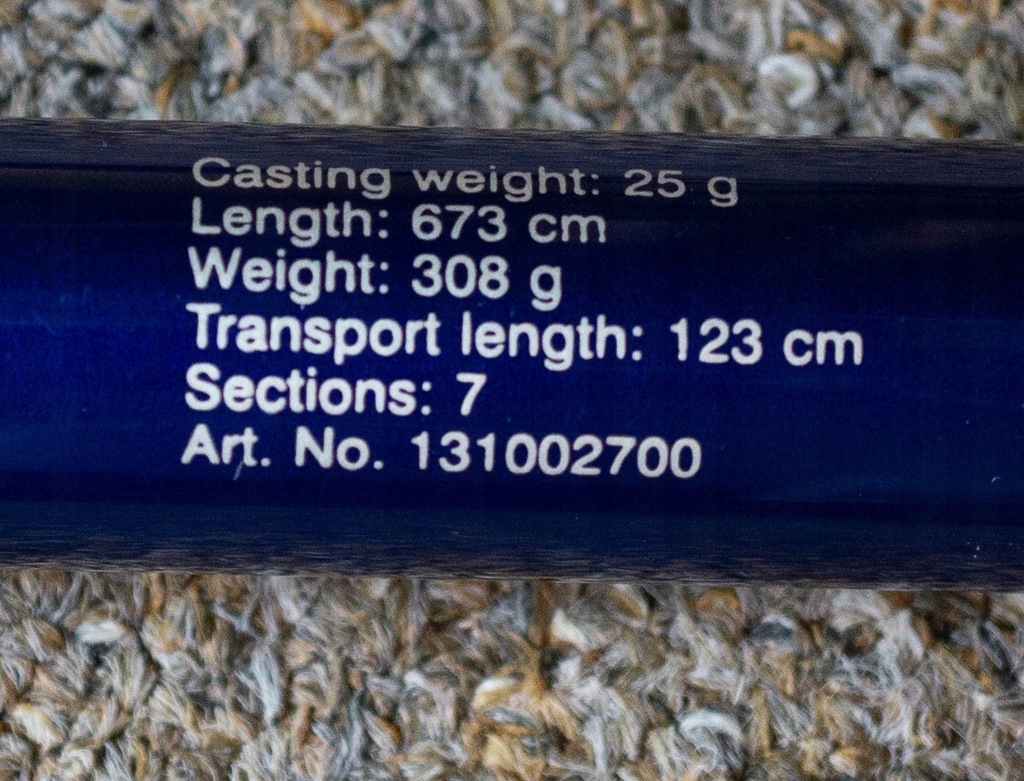 Casting weight: 25 g
Length: 673 cm
Weight: 308 g
Transport length: 123 cm
Sections: 7
Art. No. 131002700